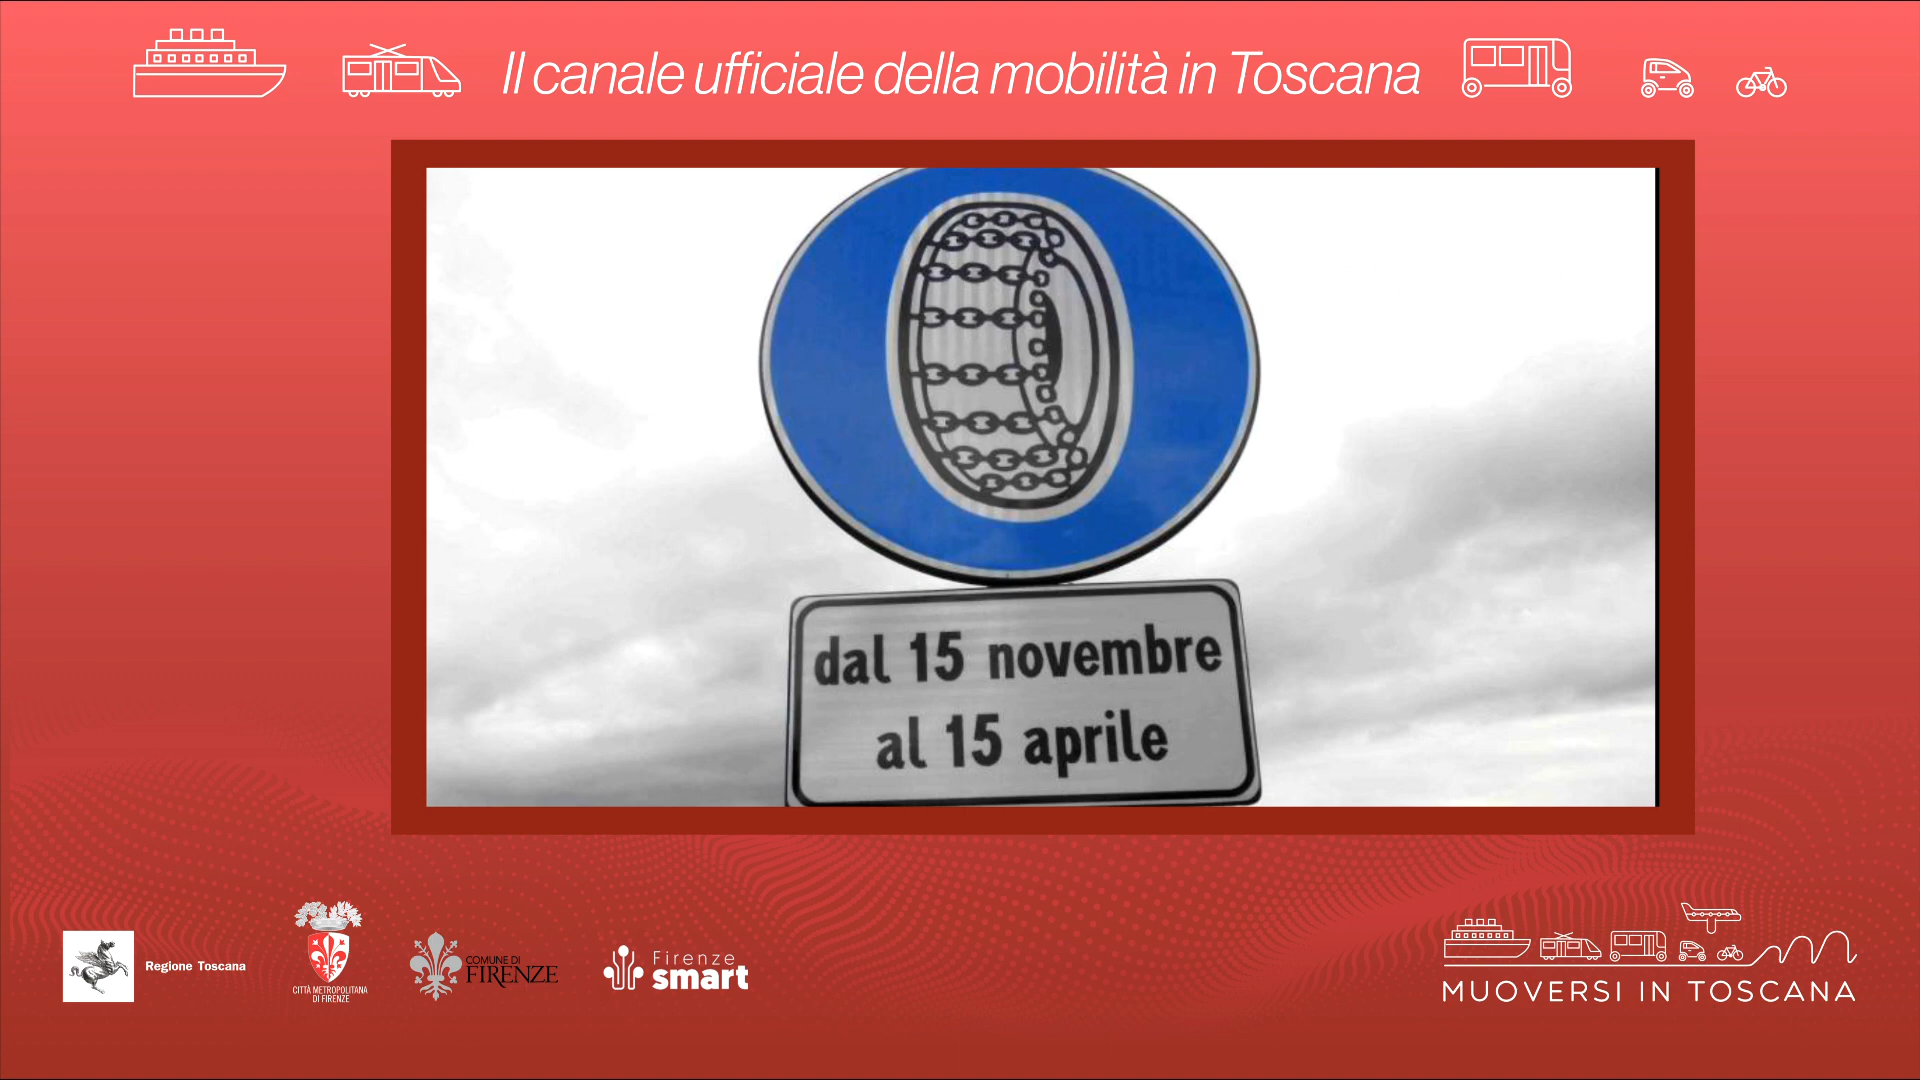 Il canale ufficiale della mobilità in Toscana
dal 15 novembre
al 15 aprile
Regione Toscana
CITTÀ METROPOLITANA
DI FIRENZE
COMUNE DI
FIRENZE
Firenze
smart
MUOVERSI IN TOSCANA